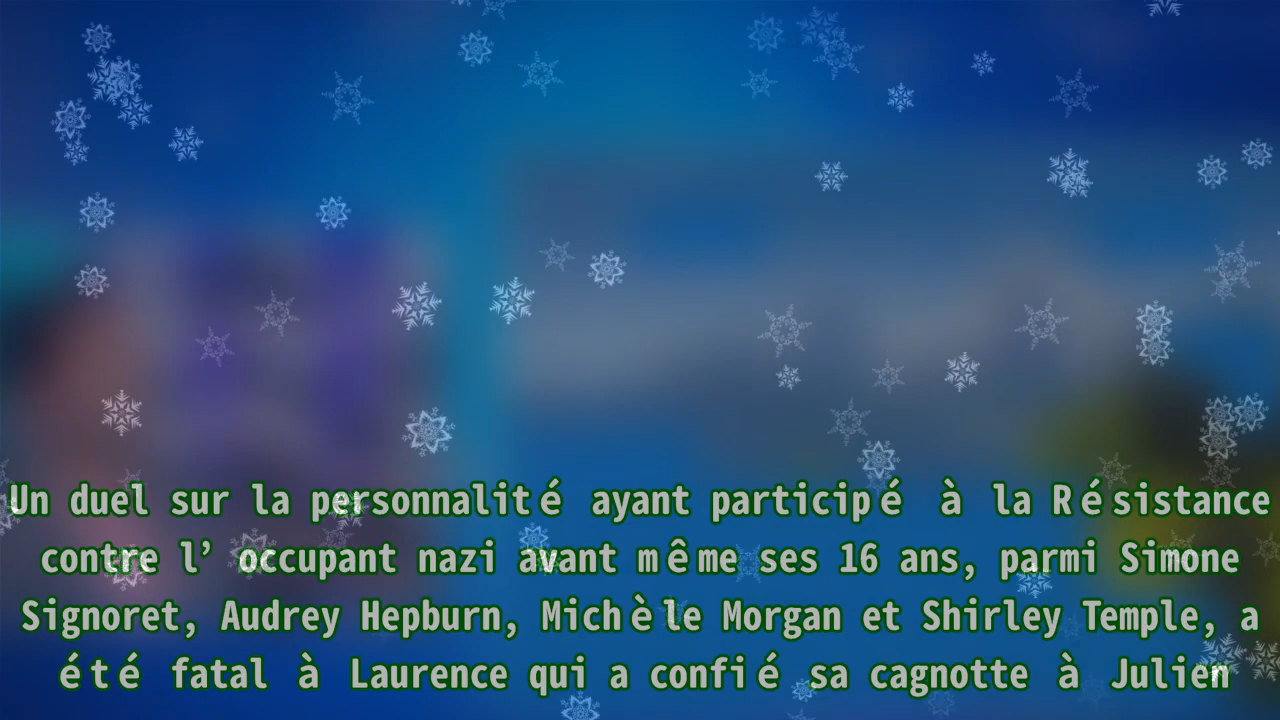 Un duel sur la personnalité ayant participé à la Résistance
contre l’ occupant nazi avant même ses 16 ans, parmi Simone
Signoret, Audrey Hepburn, Michèle Morgan et Shirley Temple, a
été fatal à Laurence qui a confié sa cagnotte à Julien